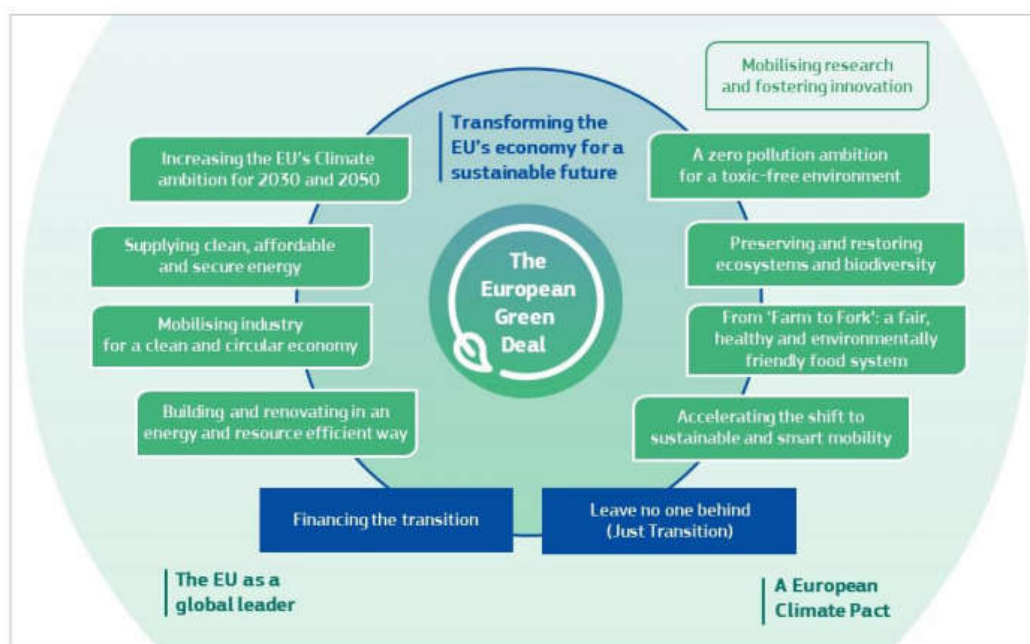 Mobilising research
and fostering innovation
Transforming the
EU's economy for a
sustainable future
Increasing the EU's Climate
ambition for 2030 and 2050
A zero pollution ambition
for a toxic-free environment
Supplying clean, affordable
and secure energy
Preserving and restoring
ecosystems and biodiversity
The
European
Green
Deal
Mobilising industry
for a clean and circular economy
From 'Farm to Fork': a fair,
healthy and environmentally
friendly food system
Building and renovating in an
energy and resource efficient way
Accelerating the shift to
sustainable and smart mobility
Financing the transition
Leave no one behind
(Just Transition)
The EU as a
global leader
A European
Climate Pact